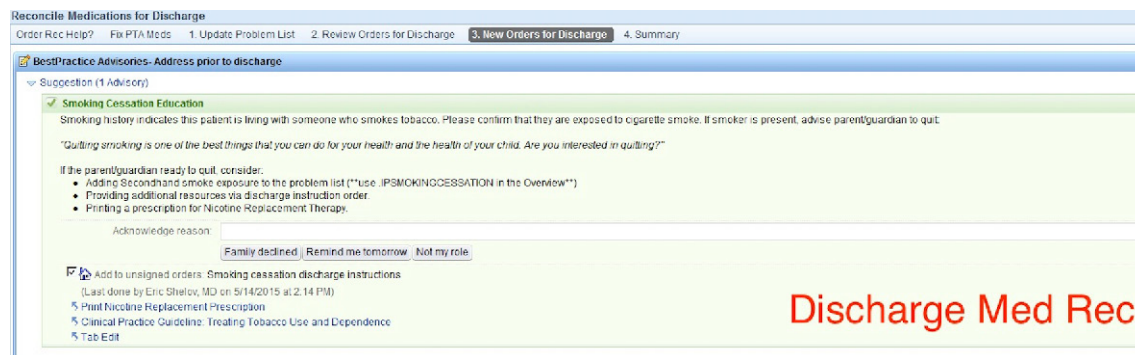 Reconcile Medications for Discharge
Order Rec Help? Fix PTA Meds 1. Update Problem List 2. Review Orders for Discharge 3. New Orders for Discharge 4. Summary
BestPractice Advisories- Address prior to discharge
Suggestion (1 Advisory)
Smoking Cessation Education
Smoking history indicates this patient is living with someone who smokes tobacco. Please confirm that they are exposed to cigarette smoke. If smoker is present, advise parent/guardian to quit:
"Quitting smoking is one of the best things that you can do for your health and the health of your child. Are you interested in quitting?"
If the parent/guardian ready to quit, consider:
• Adding Secondhand smoke exposure to the problem list (**use .IPSMOKINGCESSATION in the Overview**)
• Providing additional resources via discharge instruction order.
• Printing a prescription for Nicotine Replacement Therapy.
Acknowledge reason:
Family declined Remind me tomorrow Not my role
Add to unsigned orders: Smoking cessation discharge instructions
(Last done by Eric Shelov, MD on 5/14/2015 at 2:14 PM)
Print Nicotine Replacement Prescription
Clinical Practice Guideline: Treating Tobacco Use and Dependence
Tab Edit
Discharge Med Rec